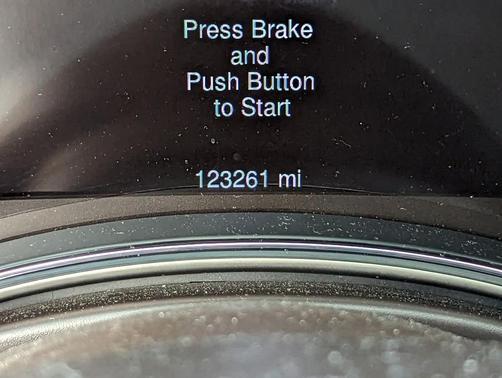 Press Brake
and
Push Button
to Start
123261 mi